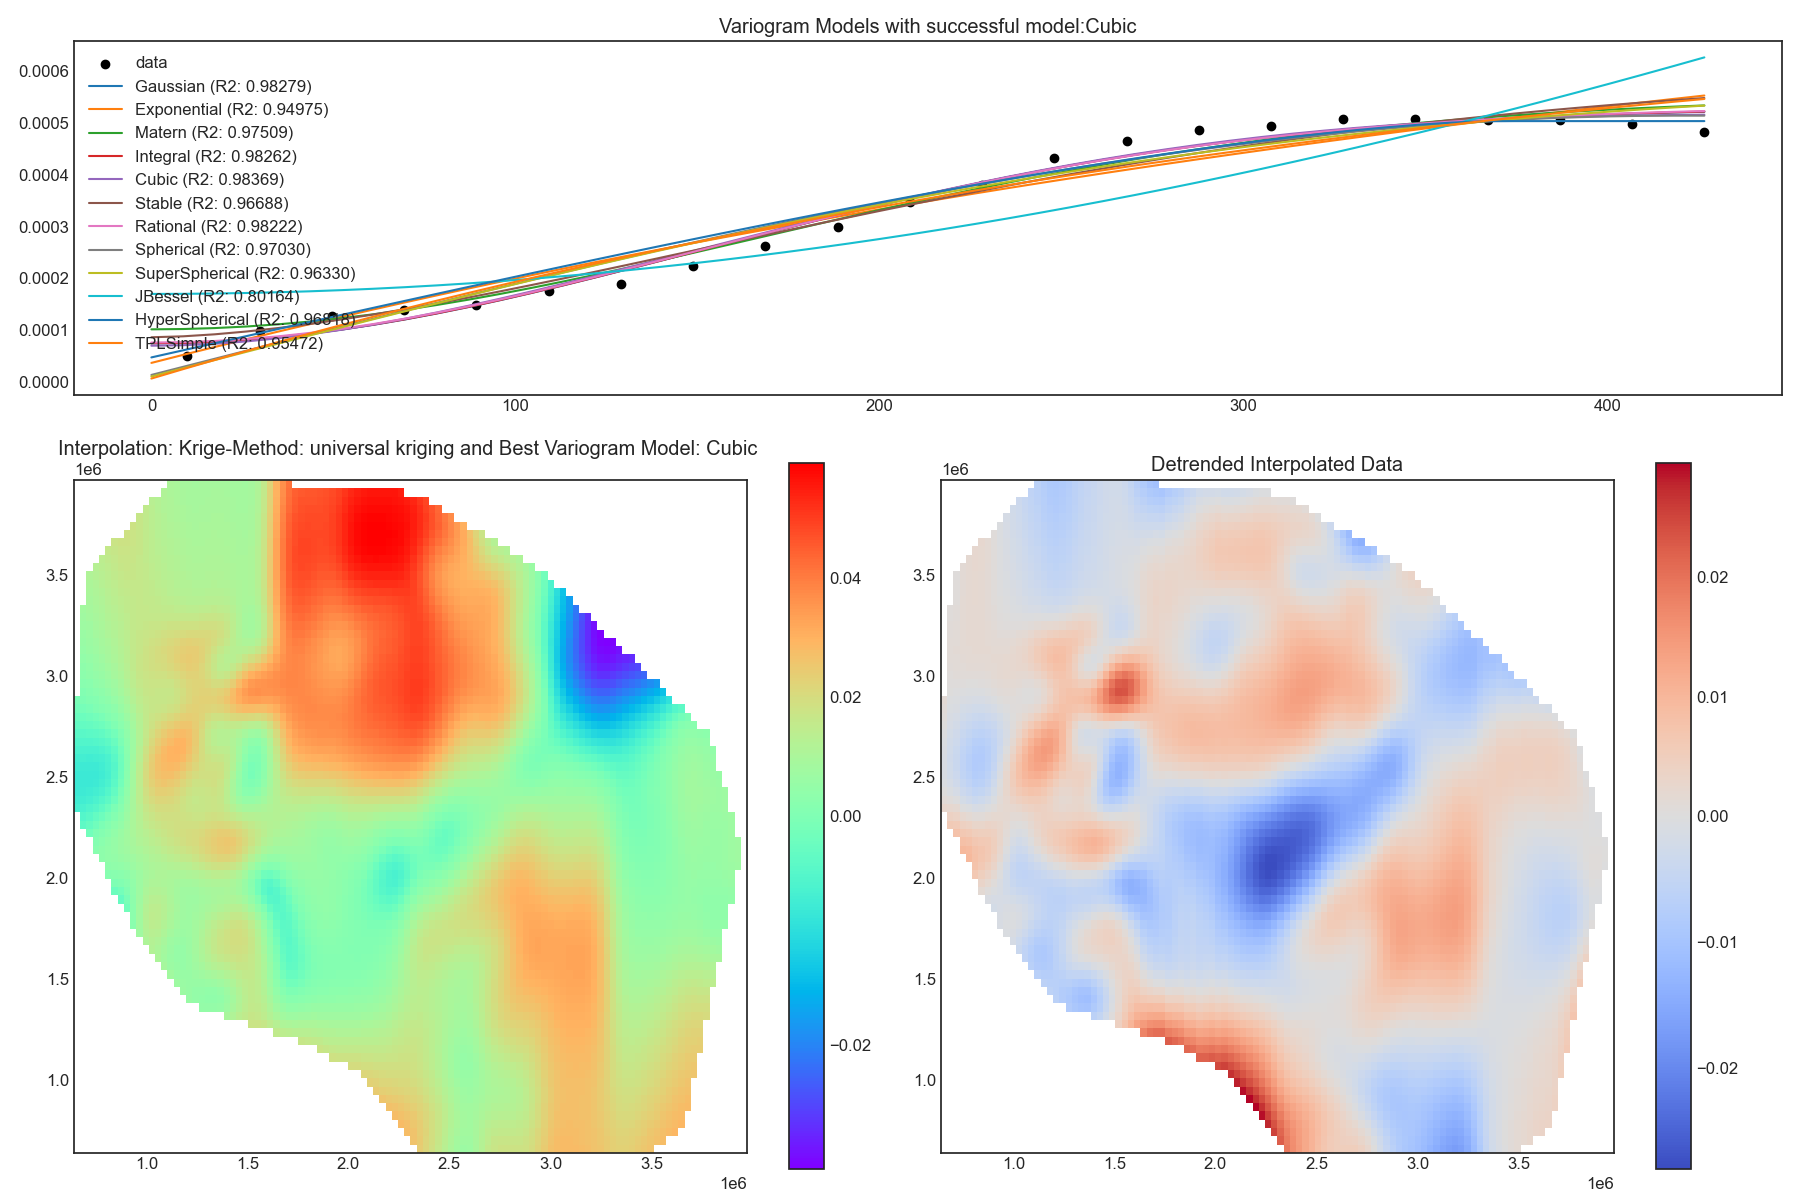 Variogram Models with successful model:Cubic
0.0006
0.0005
0.0004
0.0003
0.0002
0.0001
0.0000
data
Gaussian (R2: 0.98279)
Exponential (R2: 0.94975)
Matern (R2: 0.97509)
Integral (R2: 0.98262)
Cubic (R2: 0.98369)
Stable (R2: 0.96688)
Rational (R2: 0.98222)
Spherical (R2: 0.97030)
SuperSpherical (R2: 0.96330)
JBessel (R2: 0.80164)
HyperSpherical (R2: 0.96818)
TPLSimple (R2: 0.95472)
0 100 200 300 400
Interpolation: Krige-Method: universal kriging and Best Variogram Model: Cubic
1e6
3.5
3.0
2.5
2.0
1.5
1.0
1.0 1.5 2.0 2.5 3.0 3.5
1e6
0.04
0.02
0.00
−0.02
Detrended Interpolated Data
1e6
3.5
3.0
2.5
2.0
1.5
1.0
1.0 1.5 2.0 2.5 3.0 3.5
1e6
0.02
0.01
0.00
−0.01
−0.02